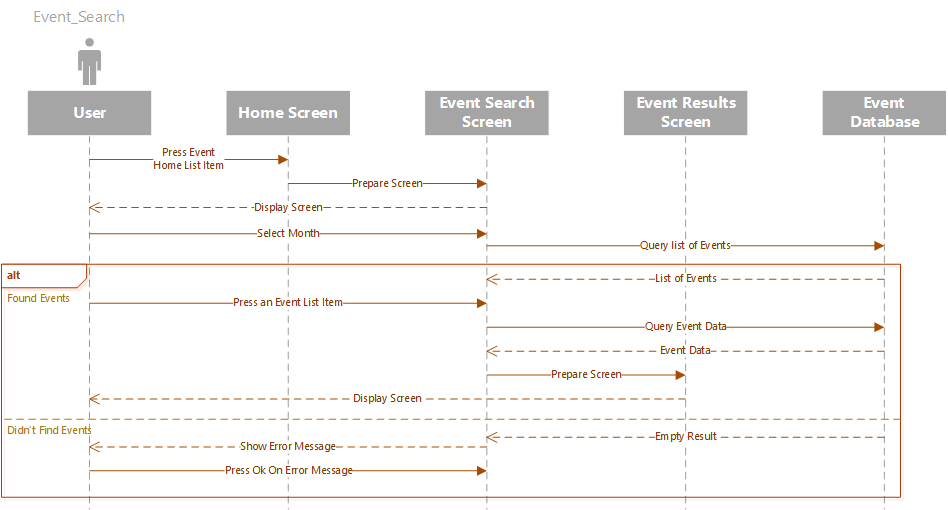 Event_Search
User
Home Screen
Event Search
Screen
Event Results
Screen
Event
Database
Press Event
Home List Item
Prepare Screen
Display Screen
Select Month
Query list of Events
alt
List of Events
Found Events
Press an Event List Item
Query Event Data
Event Data
Prepare Screen
Display Screen
Didn't Find Events
Empty Result
Show Error Message
Press Ok On Error Message